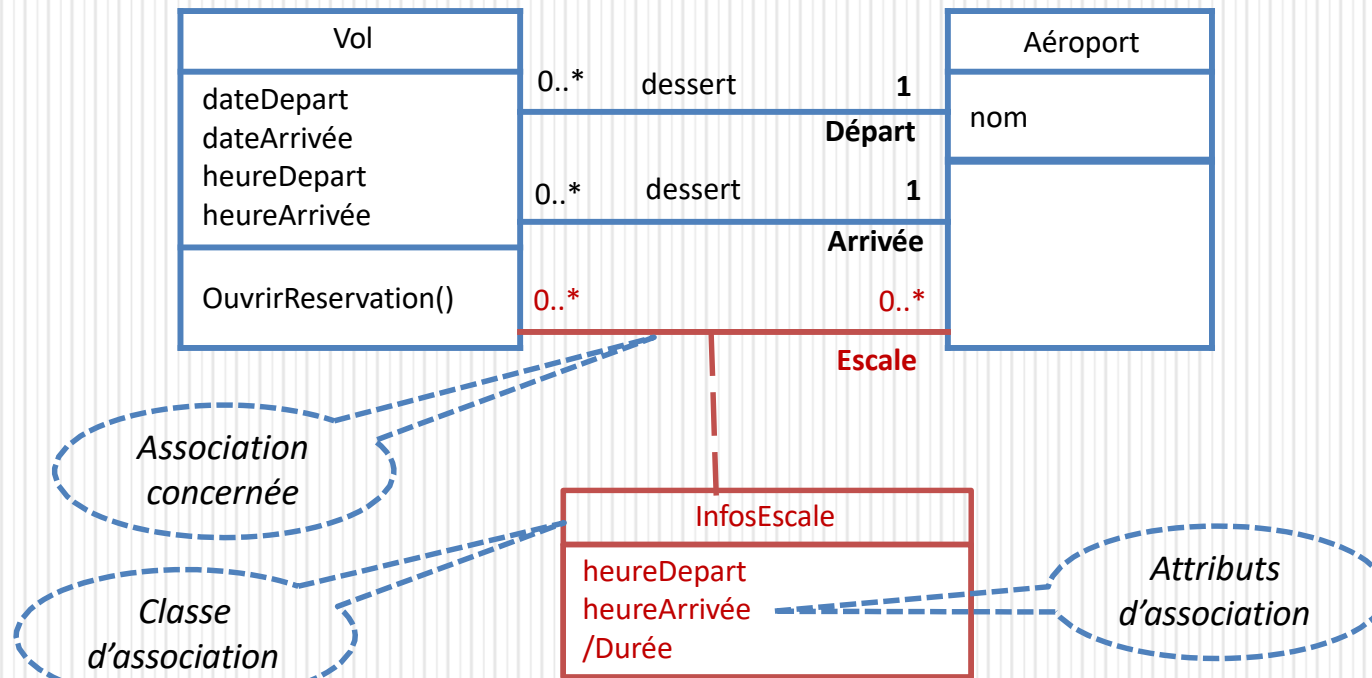 Vol
dateDepart
dateArrivée
heureDepart
heureArrivée
OuvrirReservation()
0..*
dessert
1
Départ
0..*
dessert
1
Arrivée
0..*
0..*
Escale
Aéroport
nom
Association
concernée
InfosEscale
heureDepart
heureArrivée
/Durée
Classe
d’association
Attributs
d’association